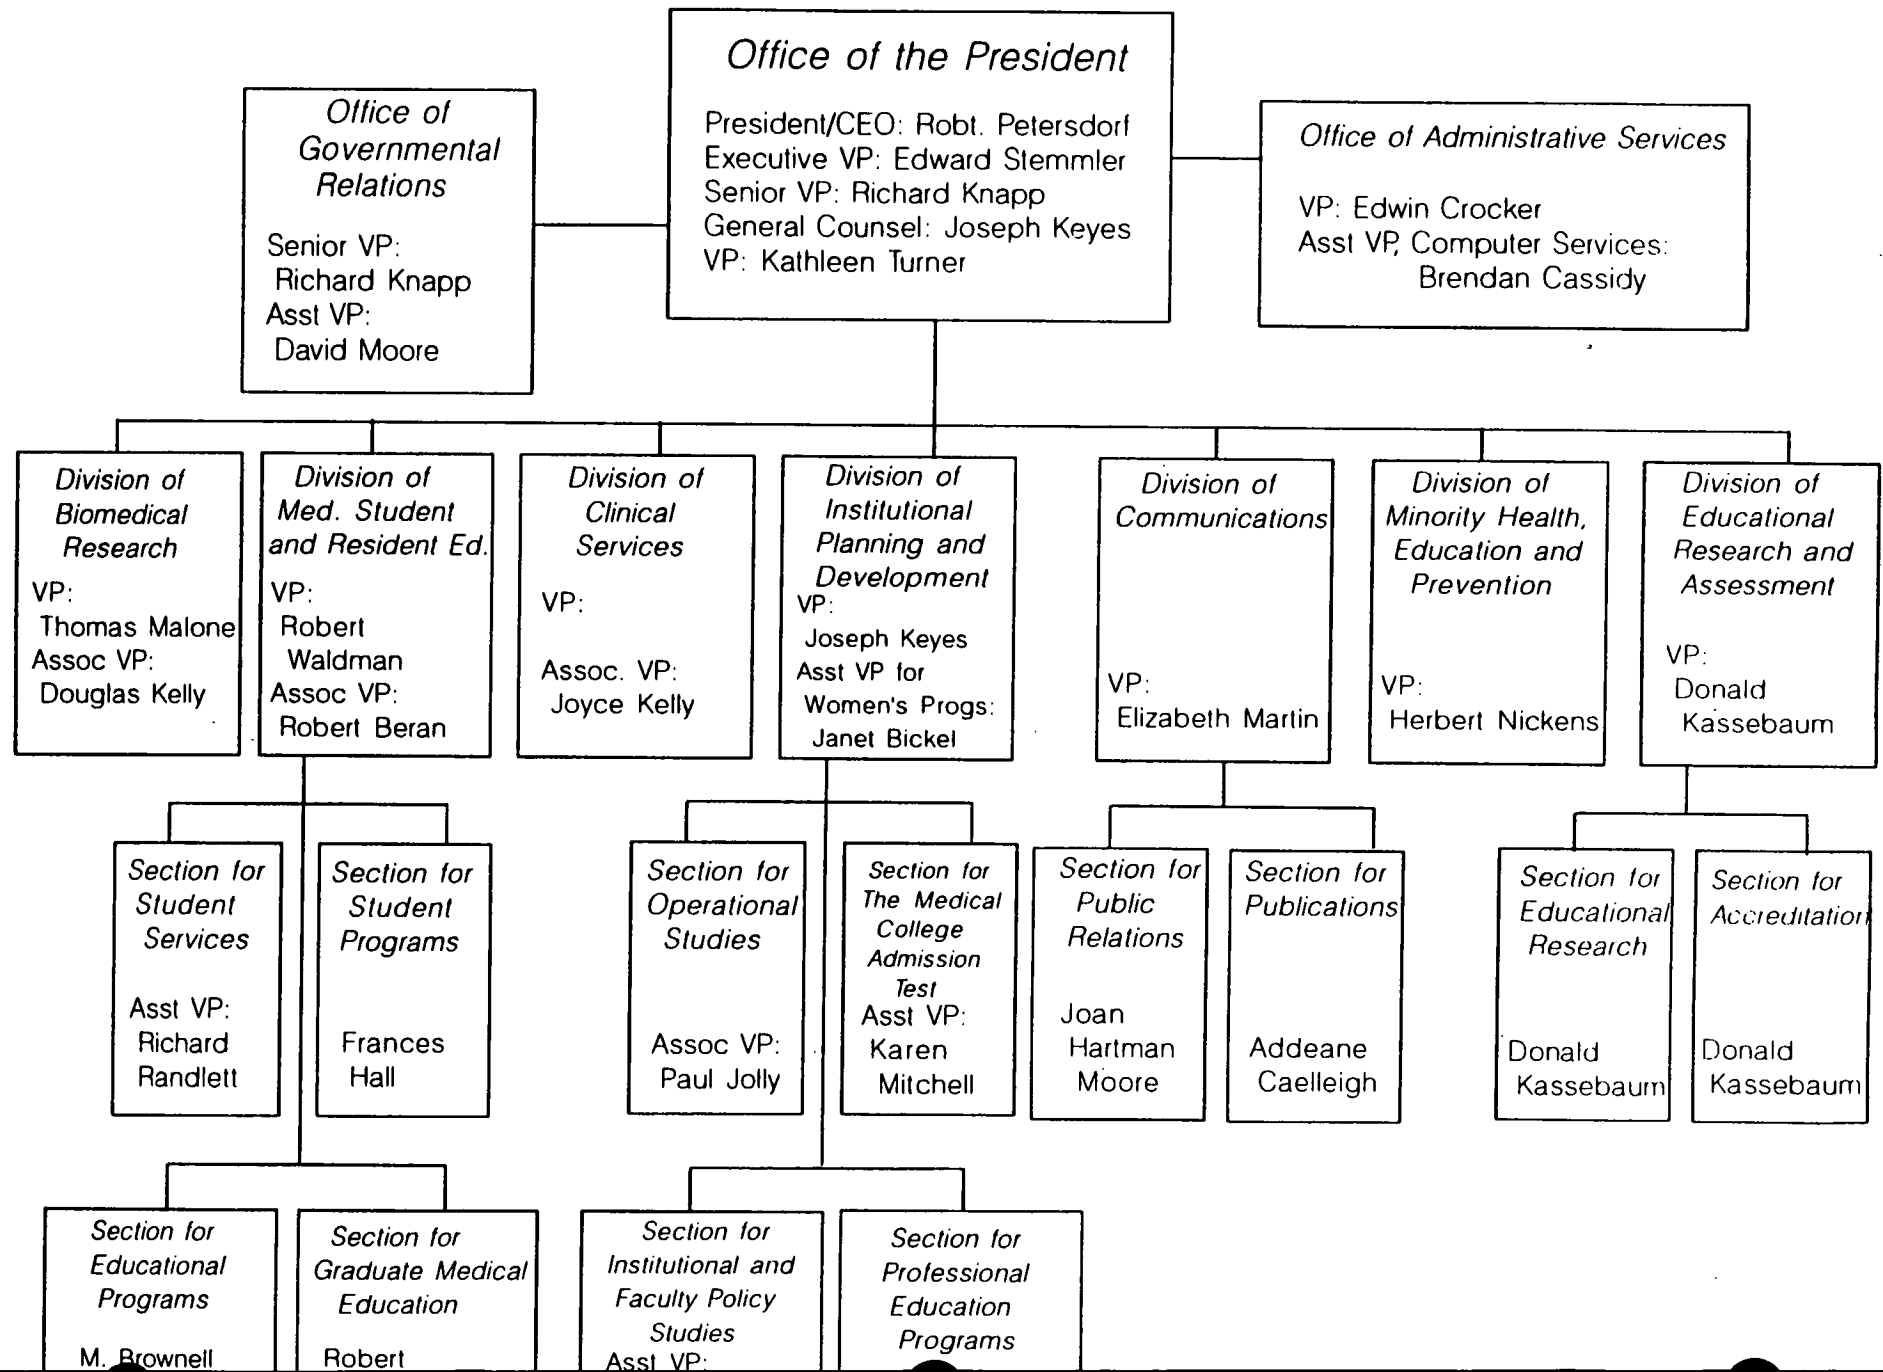 Office of the President
President/CEO: Robt. Petersdorf
Executive VP: Edward Stemmler
Senior VP: Richard Knapp
General Counsel: Joseph Keyes
VP: Kathleen Turner
Office of
Governmental
Relations
Senior VP:
Richard Knapp
Asst VP:
David Moore
Office of Administrative Services
VP: Edwin Crocker
Asst VP, Computer Services:
Brendan Cassidy
Division of
Biomedical
Research
VP:
Thomas Malone
Assoc VP:
Douglas Kelly
Division of
Med. Student
and Resident Ed.
VP:
Robert
Waldman
Assoc VP:
Robert Beran
Division of
Clinical
Services
VP:
Assoc. VP:
Joyce Kelly
Division of
Institutional
Planning and
Development
VP:
Joseph Keyes
Asst VP for
Women's Progs:
Janet Bickel
Division of
Communications
VP:
Elizabeth Martin
Division of
Minority Health,
Education and
Prevention
VP:
Herbert Nickens
Division of
Educational
Research and
Assessment
VP:
Donald
Kassebaum
Section for
Student
Services
Asst VP:
Richard
Randlett
Section for
Student
Programs
Frances
Hall
Section for
Operational
Studies
Assoc VP:
Paul Jolly
Section for
The Medical
College
Admission
Test
Asst VP:
Karen
Mitchell
Section for
Public
Relations
Joan
Hartman
Moore
Section for
Publications
Addeane
Caelleigh
Section for
Educational
Research
Donald
Kassebaum
Section for
Accreditation
Donald
Kassebaum
Section for
Educational
Programs
M. Brownell
Section for
Graduate Medical
Education
Robert
Section for
Institutional and
Faculty Policy
Studies
Asst VP:
Section for
Professional
Education
Programs